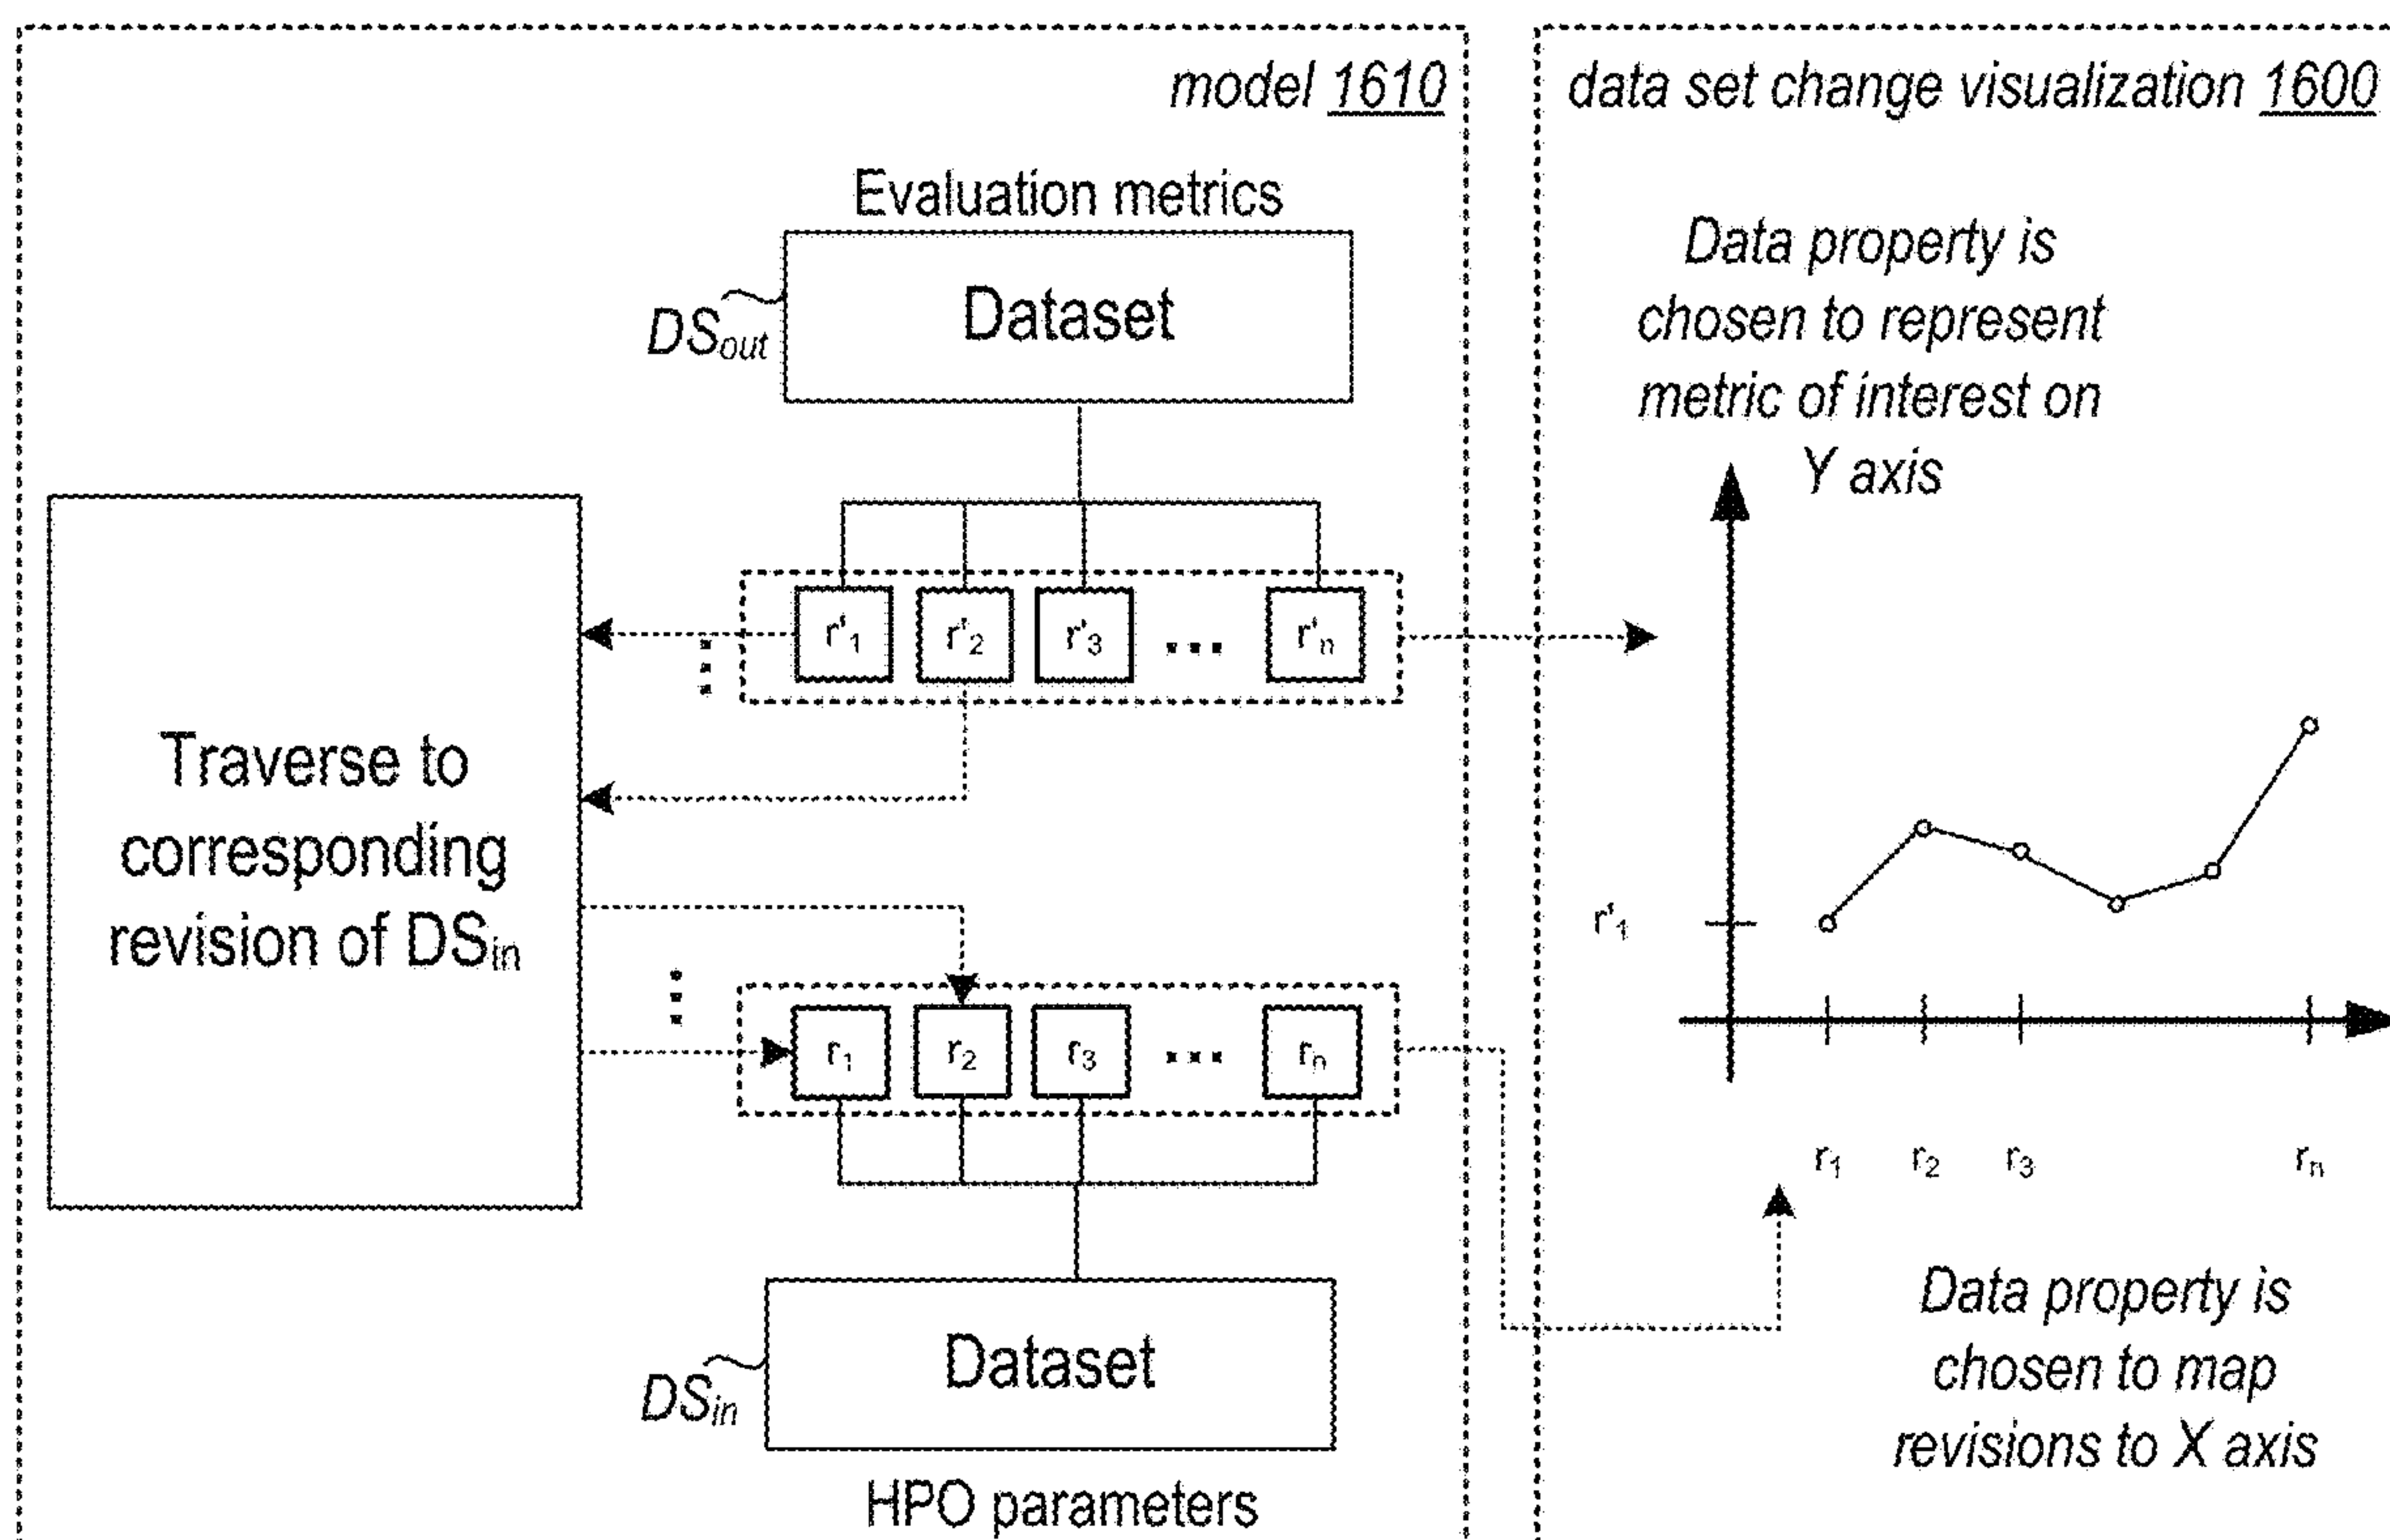 model 1610
data set change visualization 1600
Evaluation metrics
Dataset
DSout
Data property is
chosen to represent
metric of interest on
Y axis
r'1 r'2 r'3 ... r'n
Traverse to
corresponding
revision of DSin
r'1
r1 r2 r3 ... rn
r1 r2 r3 rn
Dataset
DSin
HPO parameters
Data property is
chosen to map
revisions to X axis